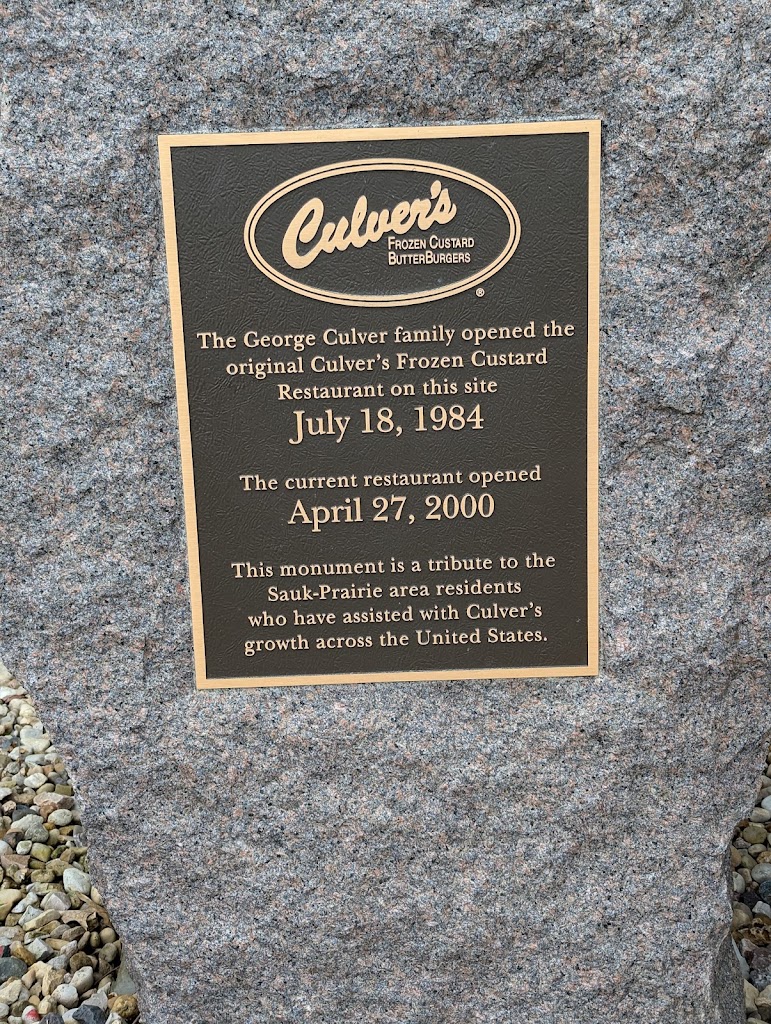 Culver's
Frozen Custard
ButterBurgers
®
The George Culver family opened the
original Culver's Frozen Custard
Restaurant on this site
July 18, 1984
The current restaurant opened
April 27, 2000
This monument is a tribute to the
Sauk-Prairie area residents
who have assisted with Culver's
growth across the United States.